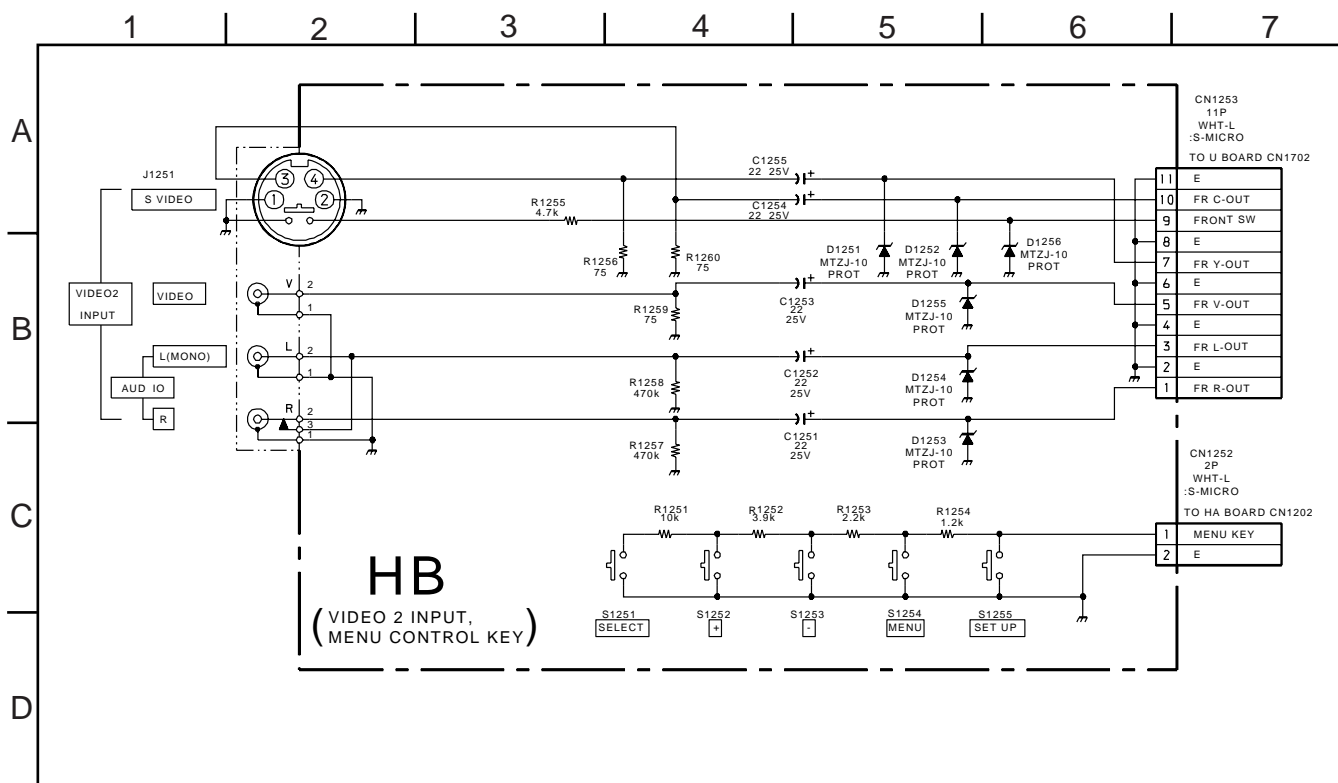 1 2 3 4 5 6 7
A
B
C
D
J1251
S VIDEO
3 4
1 2
VIDEO2
INPUT
VIDEO
L(MONO)
AUD IO
R
V 2
1
L 2
1
R 2
3
1
R1255
4.7k
C1255
22 25V
+
C1254
22 25V
+
R1256
75
R1260
75
D1251
MTZJ-10
PROT
D1252
MTZJ-10
PROT
D1256
MTZJ-10
PROT
R1259
75
C1253
22
25V
+
D1255
MTZJ-10
PROT
R1258
470k
C1252
22
25V
+
D1254
MTZJ-10
PROT
R1257
470k
C1251
22
25V
+
D1253
MTZJ-10
PROT
CN1253
11P
WHT-L
:S-MICRO
TO U BOARD CN1702
11 E
10 FR C-OUT
9 FRONT SW
8 E
7 FR Y-OUT
6 E
5 FR V-OUT
4 E
3 FR L-OUT
2 E
1 FR R-OUT
CN1252
2P
WHT-L
:S-MICRO
TO HA BOARD CN1202
1 MENU KEY
2 E
R1251
10k
R1252
3.9k
R1253
2.2k
R1254
1.2k
S1251
SELECT
S1252
+
S1253
-
S1254
MENU
S1255
SET UP
HB
(VIDEO 2 INPUT,
MENU CONTROL KEY)